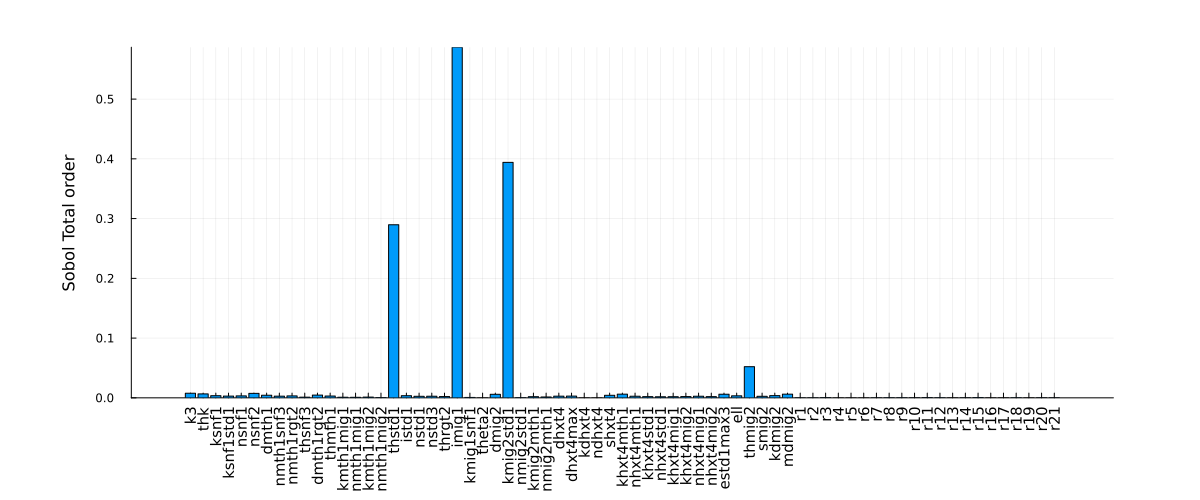 Sobol Total order
0.5
0.4
0.3
0.2
0.1
0.0
k3
thk
ksnf1
ksnf1std1
nsnf1
nsnf2
dmth1
nmth1snf3
nmth1rgt2
thsnf3
dmth1rgt2
thmth1
kmth1mig1
nmth1mig1
kmth1mig2
nmth1mig2
thstd1
istd1
nstd1
nstd3
thrgt2
imig1
kmig1snf1
theta2
dmig2
kmig2std1
nmig2std1
kmig2mth1
nmig2mth1
dhxt4
dhxt4max
kdhxt4
ndhxt4
shxt4
khxt4mth1
nhxt4mth1
khxt4std1
nhxt4std1
khxt4mig1
khxt4mig2
nhxt4mig1
nhxt4mig2
estd1max3
ell
thmig2
smig2
kdmig2
mdmig2
r1
r2
r3
r4
r5
r6
r7
r8
r9
r10
r11
r12
r13
r14
r15
r16
r17
r18
r19
r20
r21